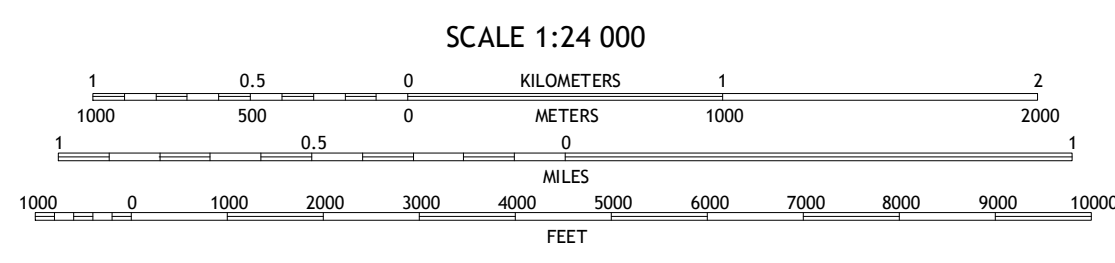 SCALE 1:24 000
1 0.5 0 KILOMETERS 1 2
1000 500 0 METERS 1000 2000
1 0.5 0 1
MILES
1000 0 1000 2000 3000 4000 5000 6000 7000 8000 9000 10000
FEET